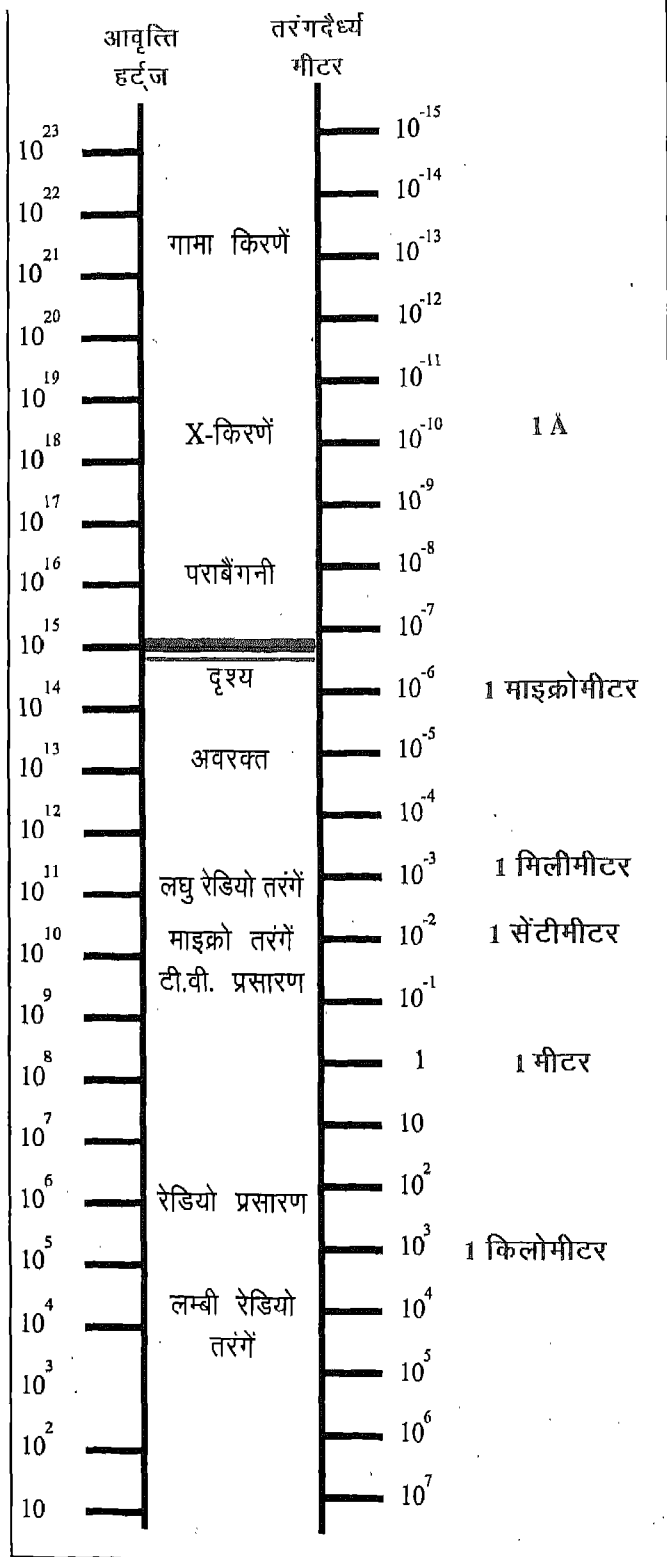 आवृत्ति तरंगदैर्ध्य
हर्ट्ज मीटर
10^-15
10^23
10^-14
10^22
गामा किरणें 10^-13
10^21
10^-12
10^20
10^-11
10^19
X-किरणें 10^-10 1 Å
10^18
10^-9
10^17
10^-8
10^16 पराबैंगनी
10^-7
10^15
दृश्य 10^-6 1 माइक्रोमीटर
10^14
10^-5
10^13 अवरक्त
10^-4
10^12
10^-3 1 मिलीमीटर
10^11 लघु रेडियो तरंगें
10^-2 1 सेंटीमीटर
10^10 माइक्रो तरंगें
टी.वी. प्रसारण 10^-1
10^9
1 1 मीटर
10^8
10
10^7
10^2
10^6 रेडियो प्रसारण
10^3 1 किलोमीटर
10^5
लम्बी रेडियो 10^4
10^4
तरंगें
10^5
10^3
10^6
10^2
10^7
10